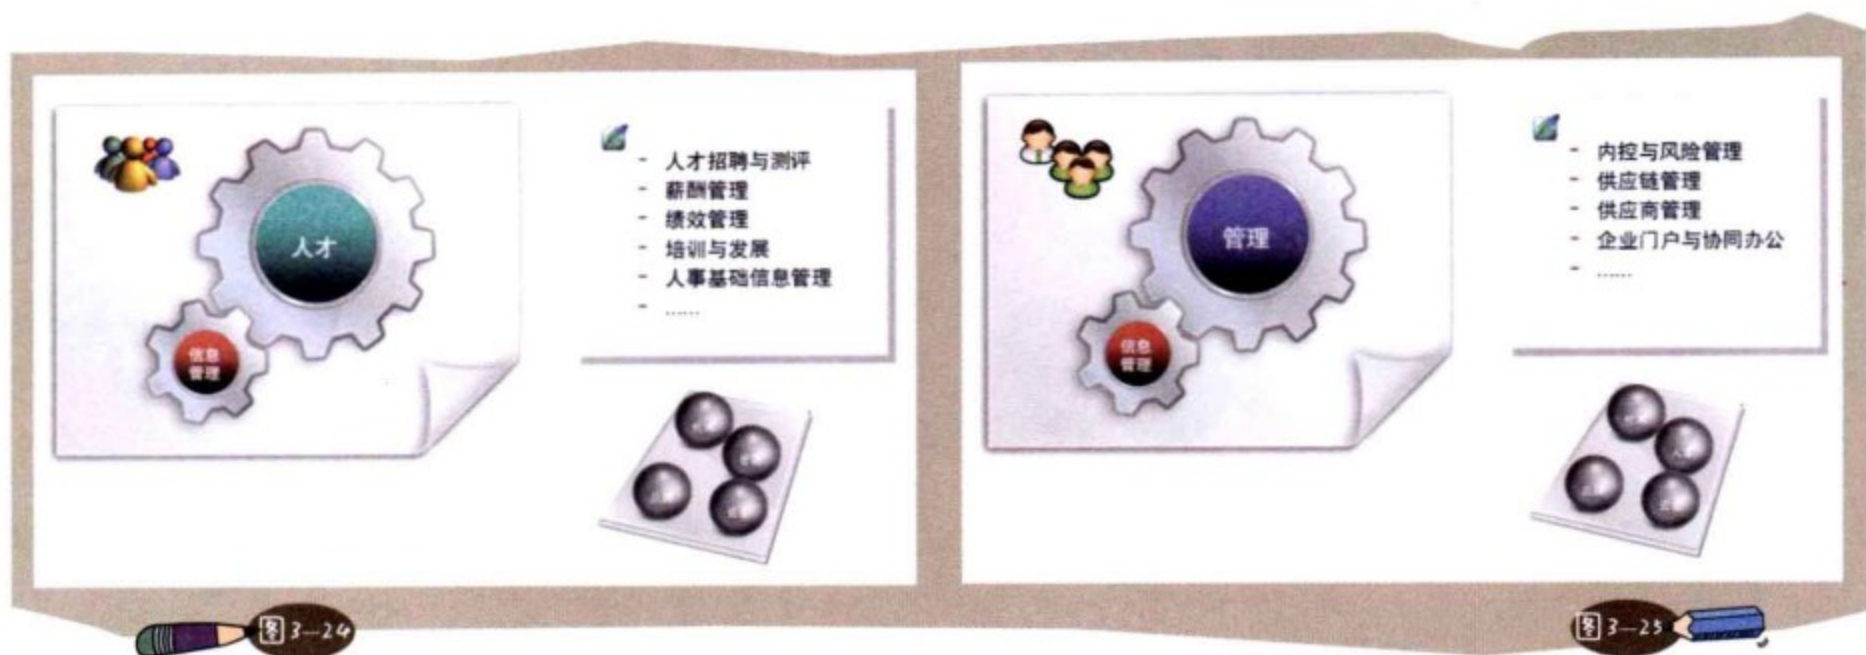 人才
信息
管理
- 人才招聘与测评
- 薪酬管理
- 绩效管理
- 培训与发展
- 人事基础信息管理
- ……
图3—24
管理
信息
管理
- 内控与风险管理
- 供应链管理
- 供应商管理
- 企业门户与协同办公
- ……
图3—25